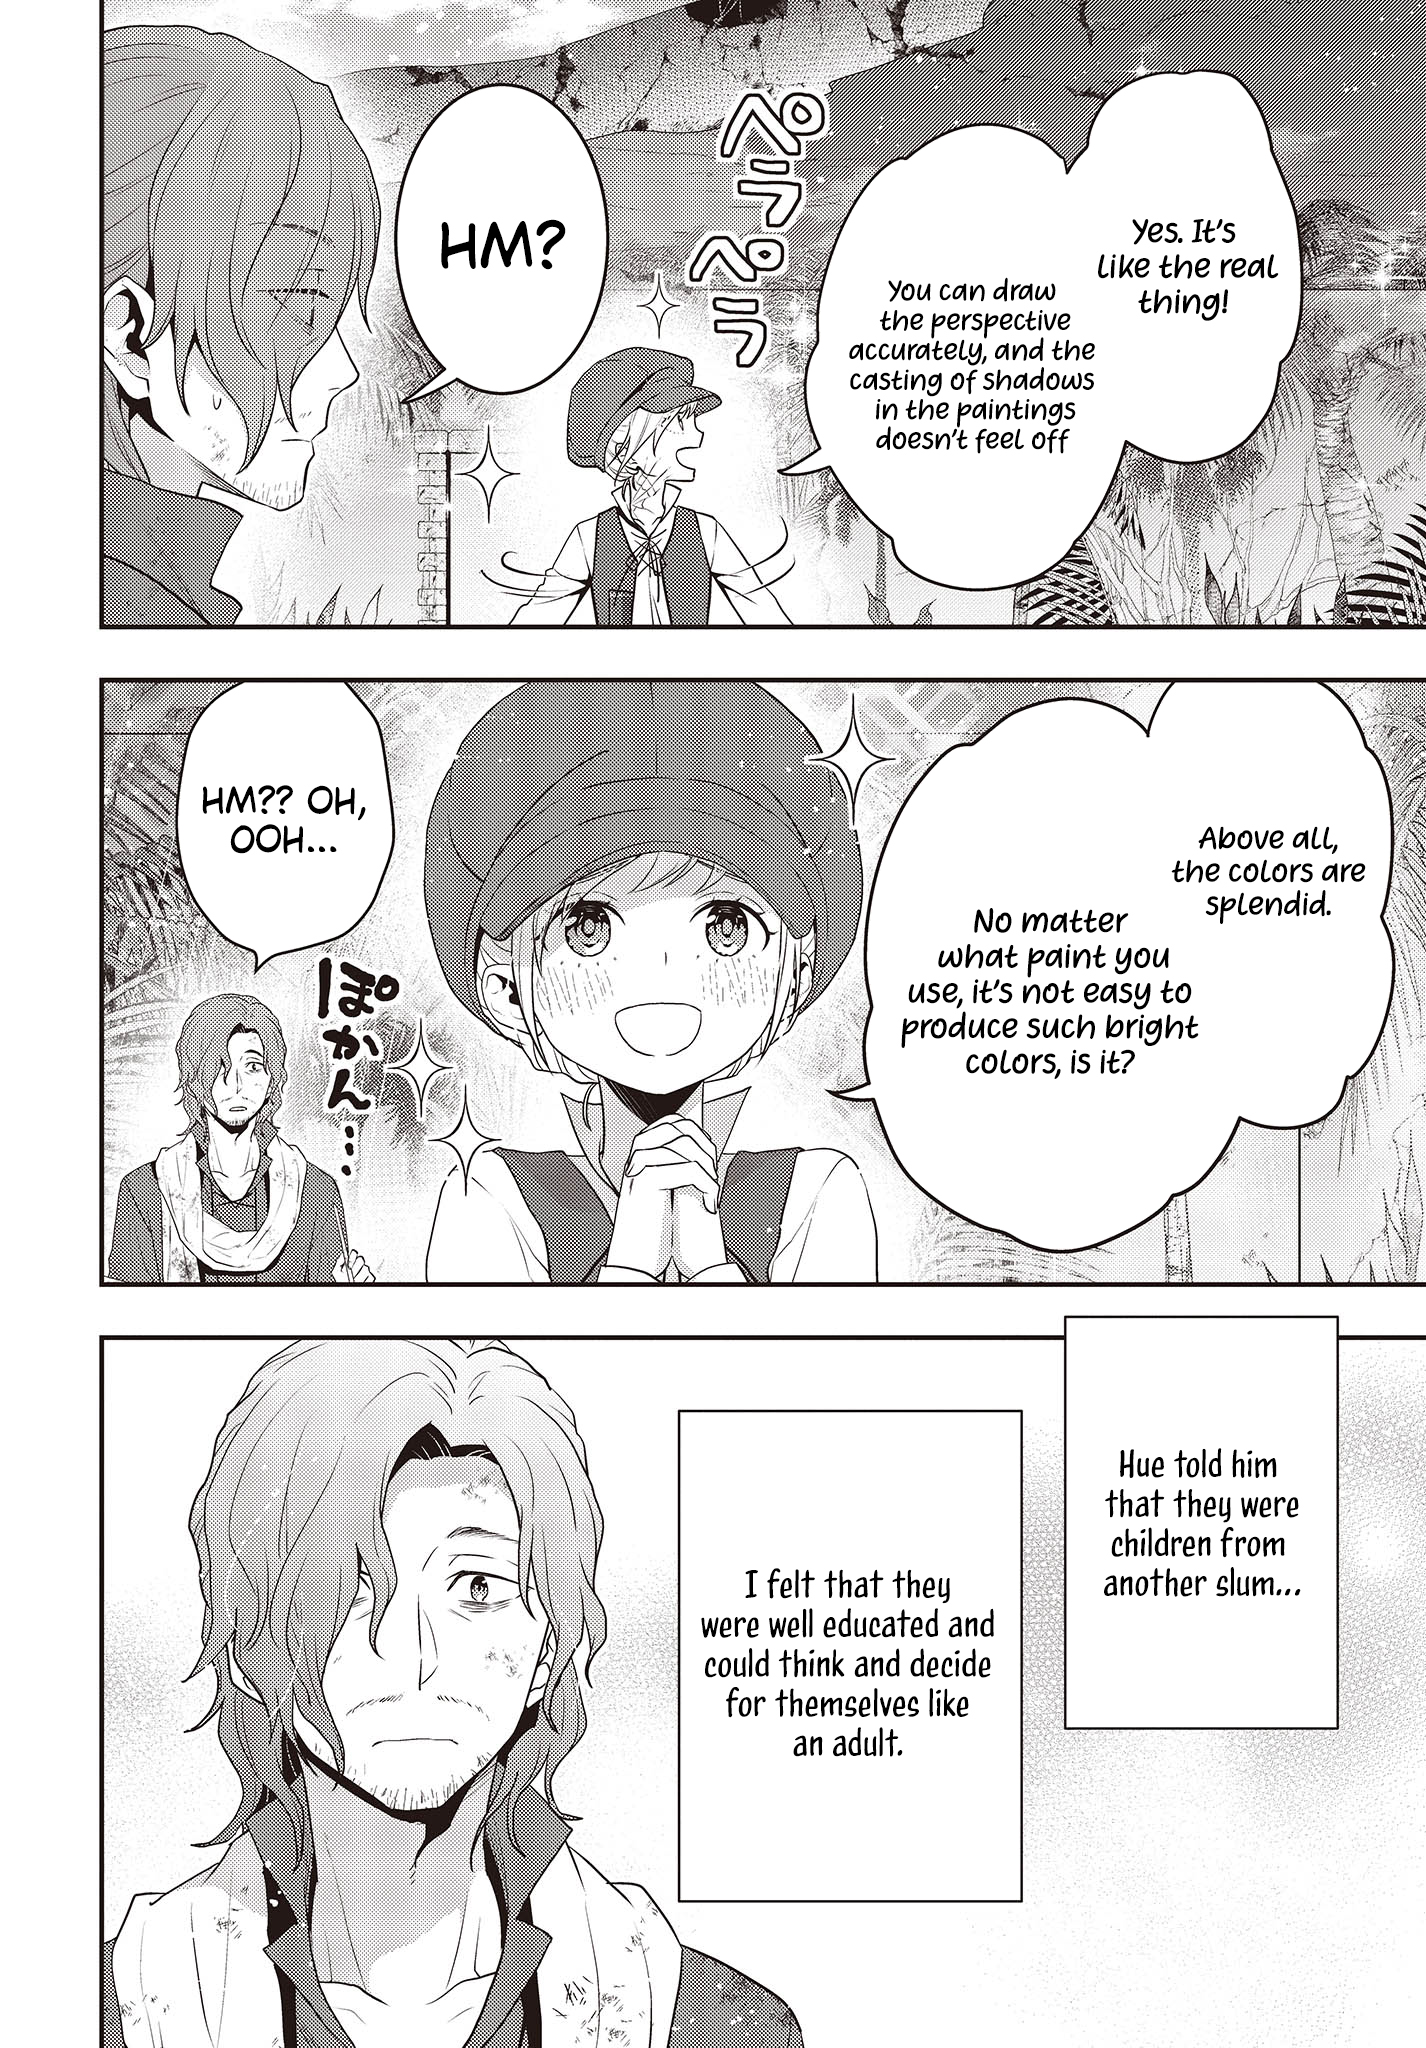 Yes. It's
like the real
thing!
You can draw
the perspective
accurately, and the
casting of shadows
in the paintings
doesn't feel off
ペラペラ
HM?
Above all,
the colors are
splendid.
No matter
what paint you
use, it's not easy to
produce such bright
colors, is it?
HM?? OH,
OOH...
ぽかん…
Hue told him
that they were
children from
another slum...
I felt that they
were well educated and
could think and decide
for themselves like
an adult.